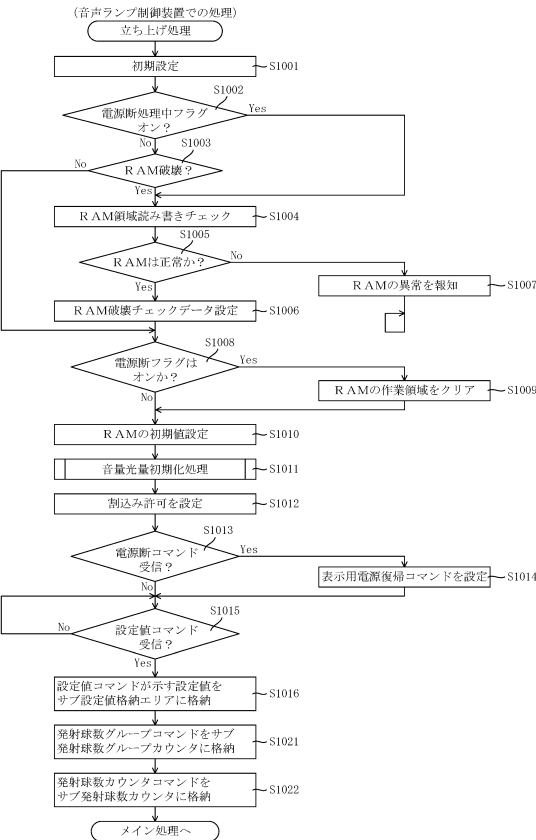 （音声ランプ制御装置での処理）
立ち上げ処理
初期設定
S1001
S1002
電源断処理中フラグ
オン？
Yes
No
S1003
ＲＡＭ破壊？
No
Yes
ＲＡＭ領域読み書きチェック
S1004
S1005
ＲＡＭは正常か？
No
Yes
ＲＡＭの異常を報知
S1007
ＲＡＭ破壊チェックデータ設定
S1006
S1008
電源断フラグは
オンか？
Yes
No
ＲＡＭの作業領域をクリア
S1009
ＲＡＭの初期値設定
S1010
音量光量初期化処理
S1011
割込み許可を設定
S1012
S1013
電源断コマンド
受信？
Yes
No
表示用電源復帰コマンドを設定
S1014
S1015
設定値コマンド
受信？
No
Yes
設定値コマンドが示す設定値を
サブ設定値格納エリアに格納
S1016
発射球数グループコマンドをサブ
発射球数グループカウンタに格納
S1021
発射球数カウンタコマンドを
サブ発射球数カウンタに格納
S1022
メイン処理へ